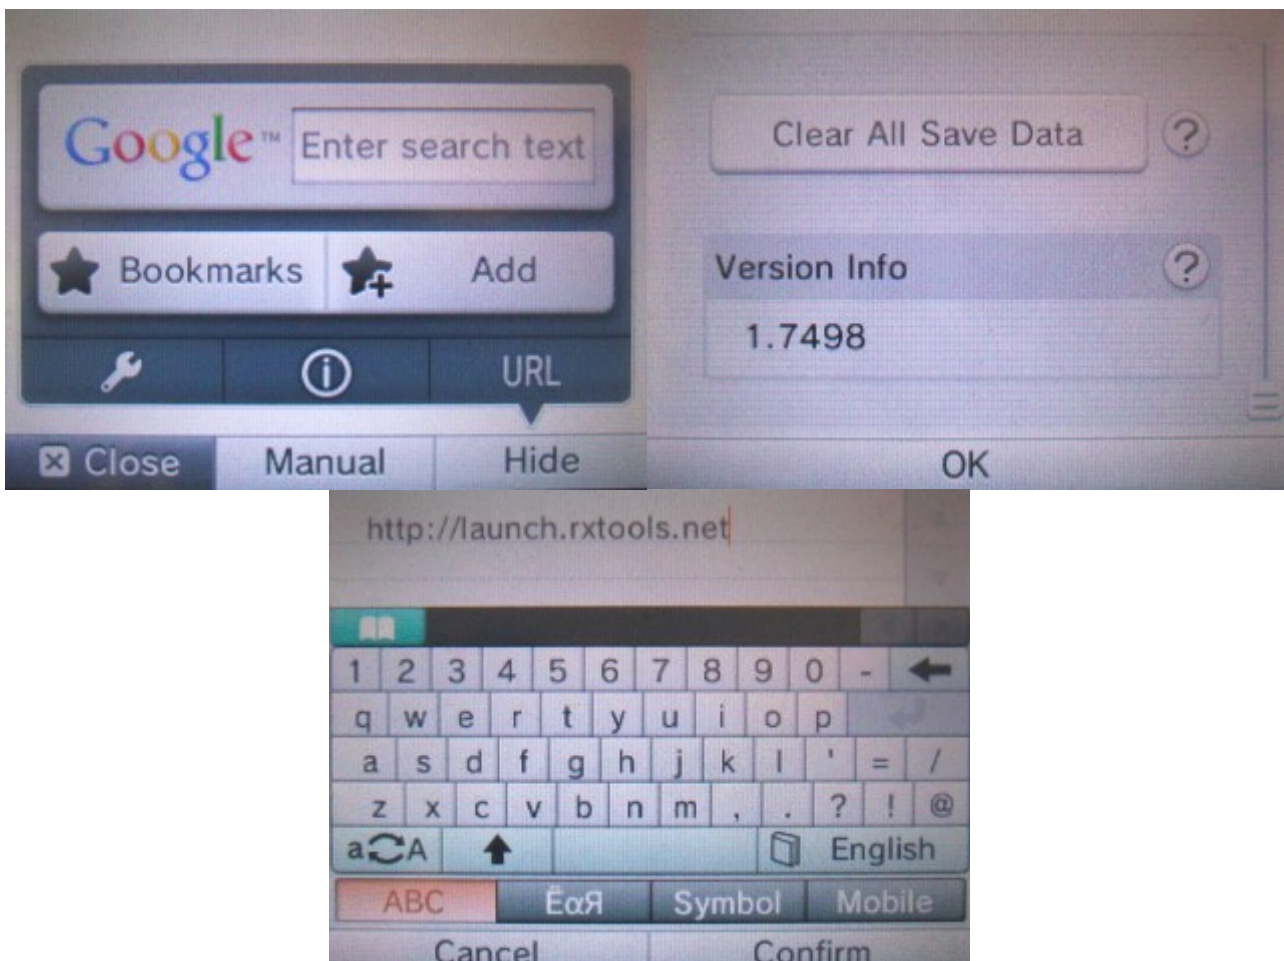 Google™ Enter search text
Bookmarks Add
URL
Close Manual Hide
Clear All Save Data ?
Version Info ?
1.7498
OK
http://launch.rxtools.net
1 2 3 4 5 6 7 8 9 0 -
q w e r t y u i o p
a s d f g h j k l ' = /
z x c v b n m , . ? ! @
a A English
ABC ËαЯ Symbol Mobile
Cancel Confirm